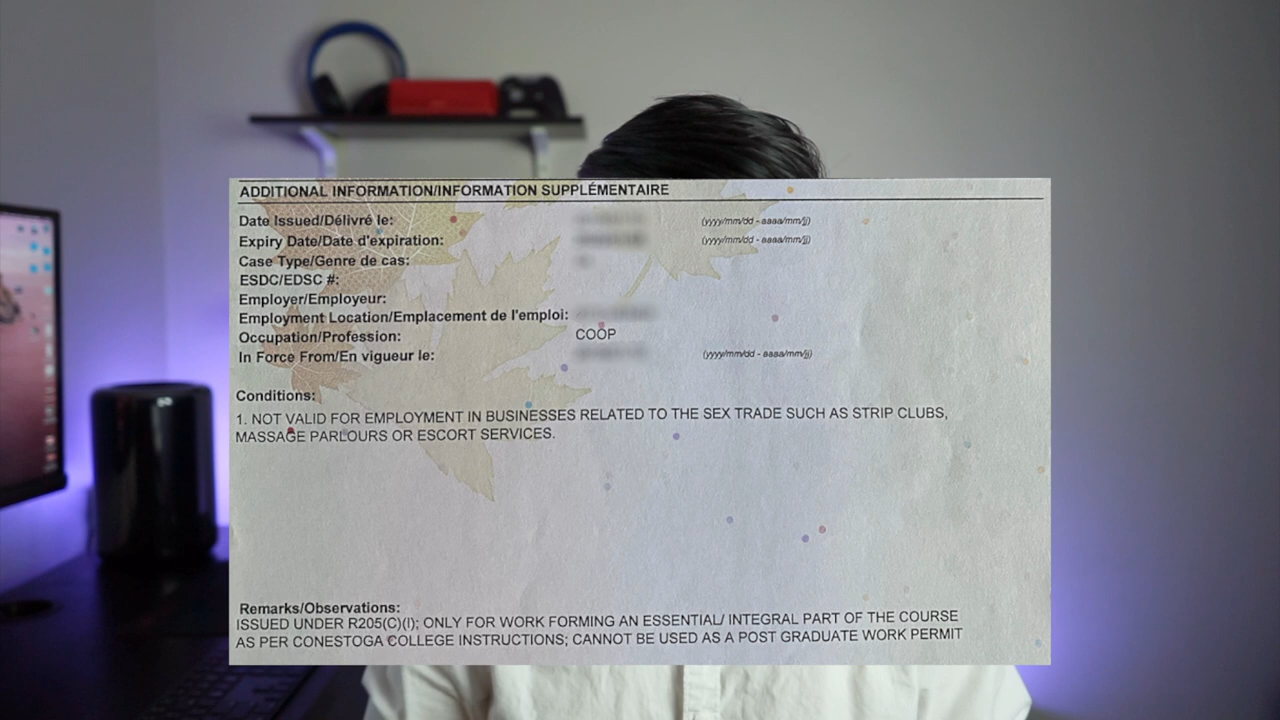 ADDITIONAL INFORMATION/INFORMATION SUPPLÉMENTAIRE
Date Issued/Délivré le: (yyyy/mm/dd - aaaa/mm/jj)
Expiry Date/Date d'expiration: (yyyy/mm/dd - aaaa/mm/jj)
Case Type/Genre de cas:
ESDC/EDSC #:
Employer/Employeur:
Employment Location/Emplacement de l'emploi:
Occupation/Profession: COOP
In Force From/En vigueur le: (yyyy/mm/dd - aaaa/mm/jj)
Conditions:
1. NOT VALID FOR EMPLOYMENT IN BUSINESSES RELATED TO THE SEX TRADE SUCH AS STRIP CLUBS,
MASSAGE PARLOURS OR ESCORT SERVICES.
Remarks/Observations:
ISSUED UNDER R205(C)(I); ONLY FOR WORK FORMING AN ESSENTIAL/ INTEGRAL PART OF THE COURSE
AS PER CONESTOGA COLLEGE INSTRUCTIONS; CANNOT BE USED AS A POST GRADUATE WORK PERMIT